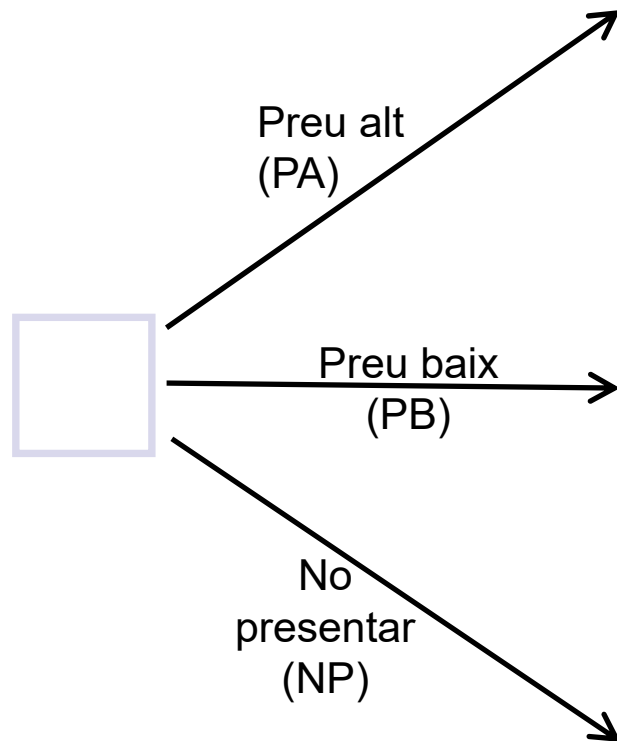 Preu alt
(PA)
Preu baix
(PB)
No
presentar
(NP)